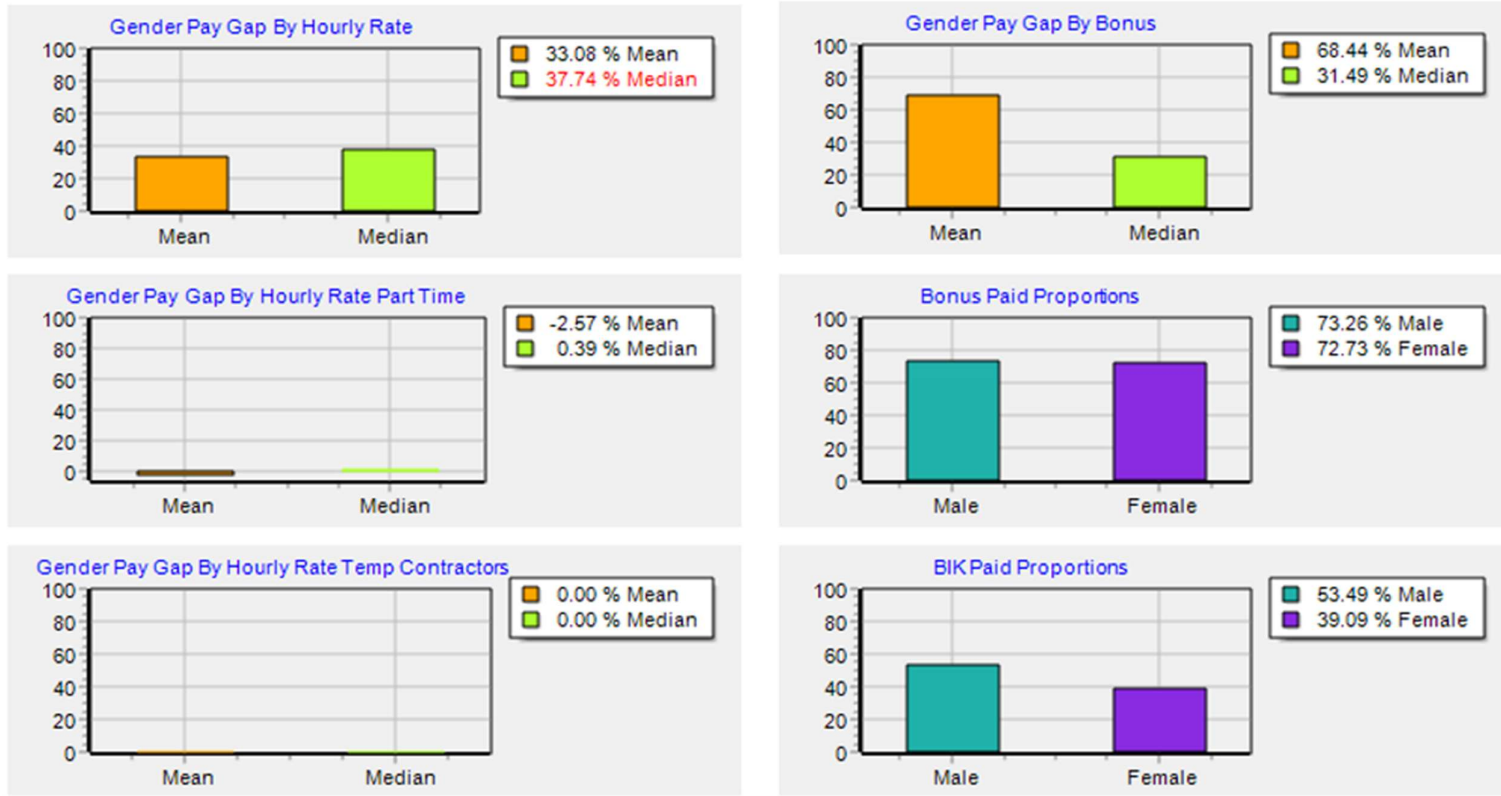 Gender Pay Gap By Hourly Rate
33.08 % Mean
37.74 % Median
100
80
60
40
20
0
Mean Median
Gender Pay Gap By Bonus
68.44 % Mean
31.49 % Median
100
80
60
40
20
0
Mean Median
Gender Pay Gap By Hourly Rate Part Time
-2.57 % Mean
0.39 % Median
100
80
60
40
20
0
Mean Median
Bonus Paid Proportions
73.26 % Male
72.73 % Female
100
80
60
40
20
0
Male Female
Gender Pay Gap By Hourly Rate Temp Contractors
0.00 % Mean
0.00 % Median
100
80
60
40
20
0
Mean Median
BIK Paid Proportions
53.49 % Male
39.09 % Female
100
80
60
40
20
0
Male Female